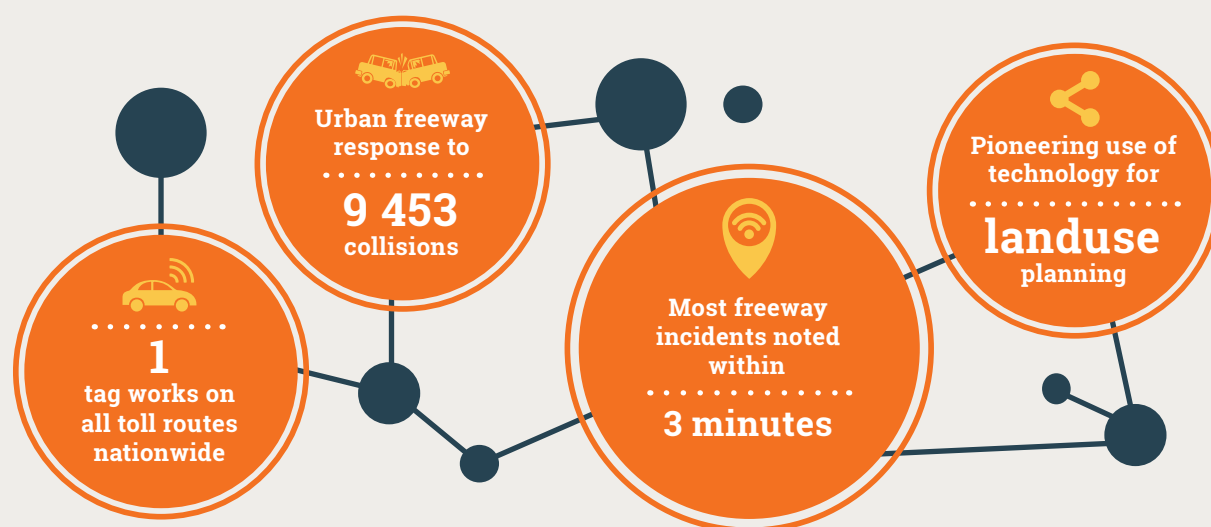 Urban freeway
response to
9 453
collisions
1
tag works on
all toll routes
nationwide
Most freeway
incidents noted
within
3 minutes
Pioneering use of
technology for
landuse
planning